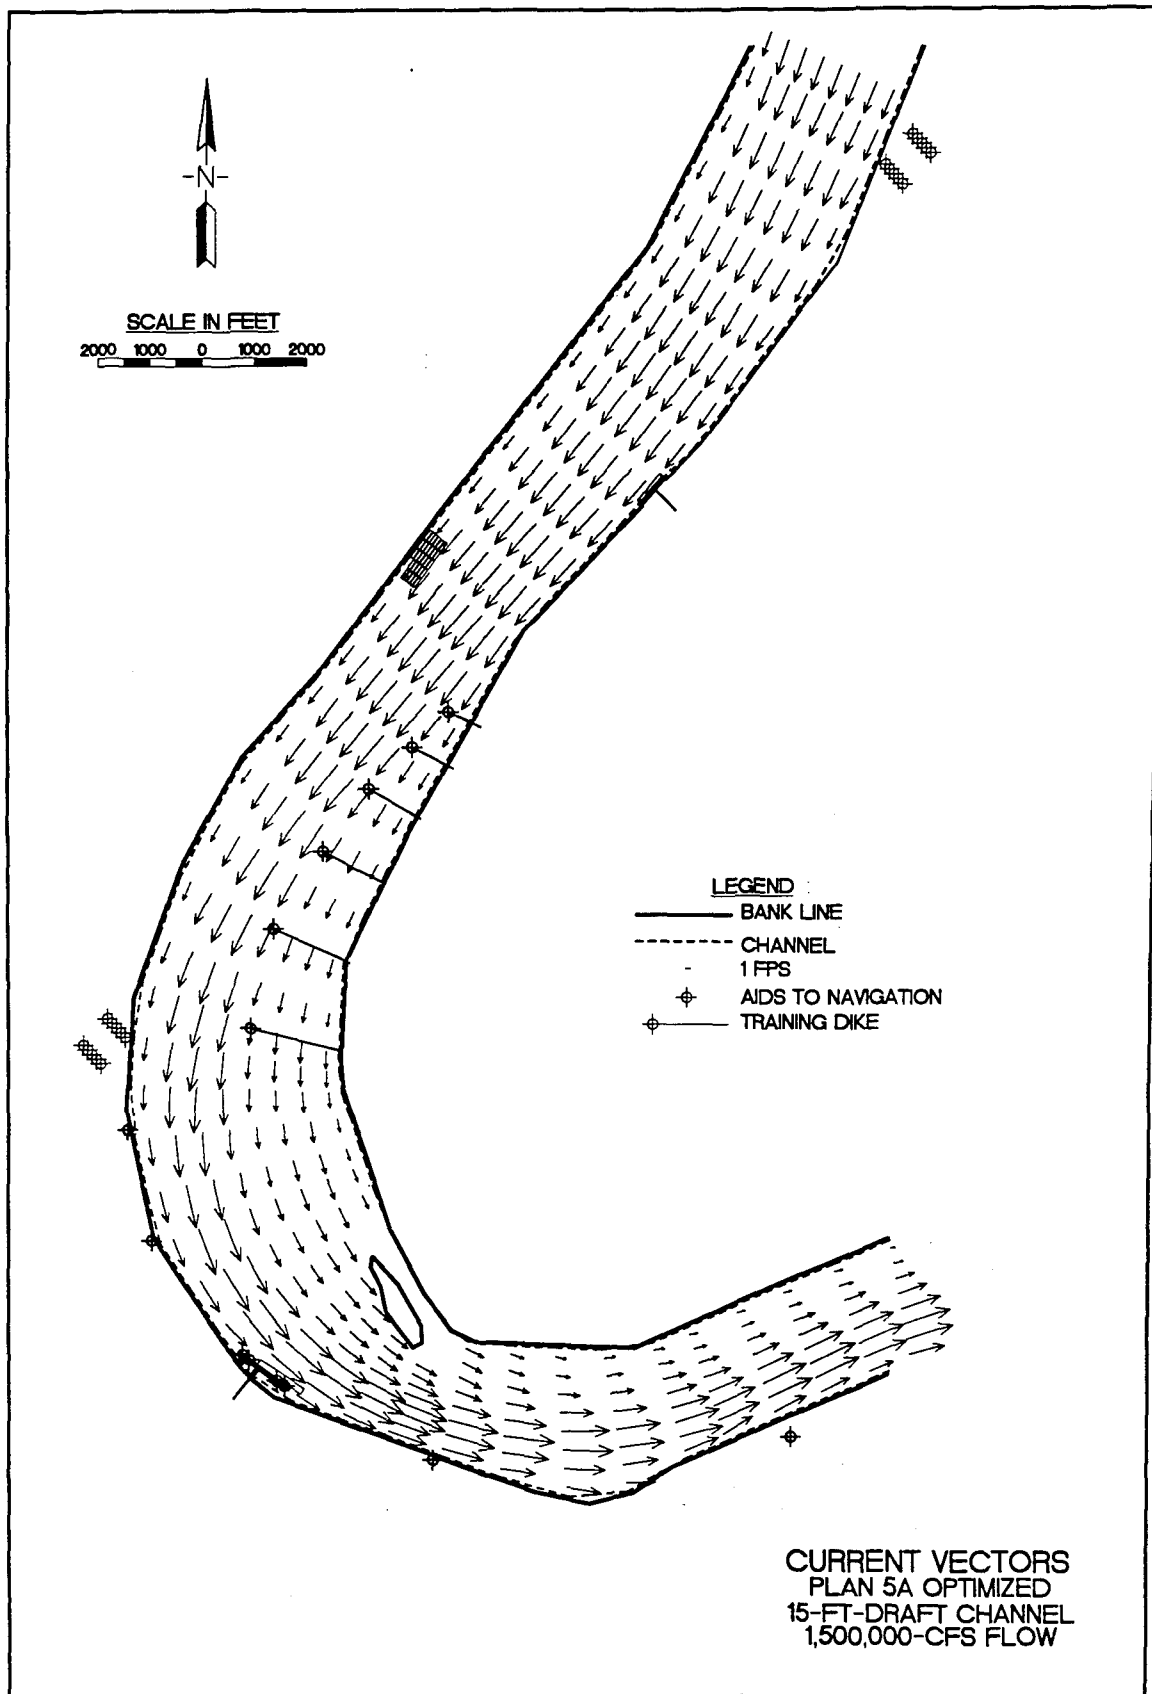 -N-
SCALE IN FEET
2000 1000 0 1000 2000
LEGEND
BANK LINE
CHANNEL
1 FPS
AIDS TO NAVIGATION
TRAINING DIKE
CURRENT VECTORS
PLAN 5A OPTIMIZED
15-FT-DRAFT CHANNEL
1,500,000-CFS FLOW